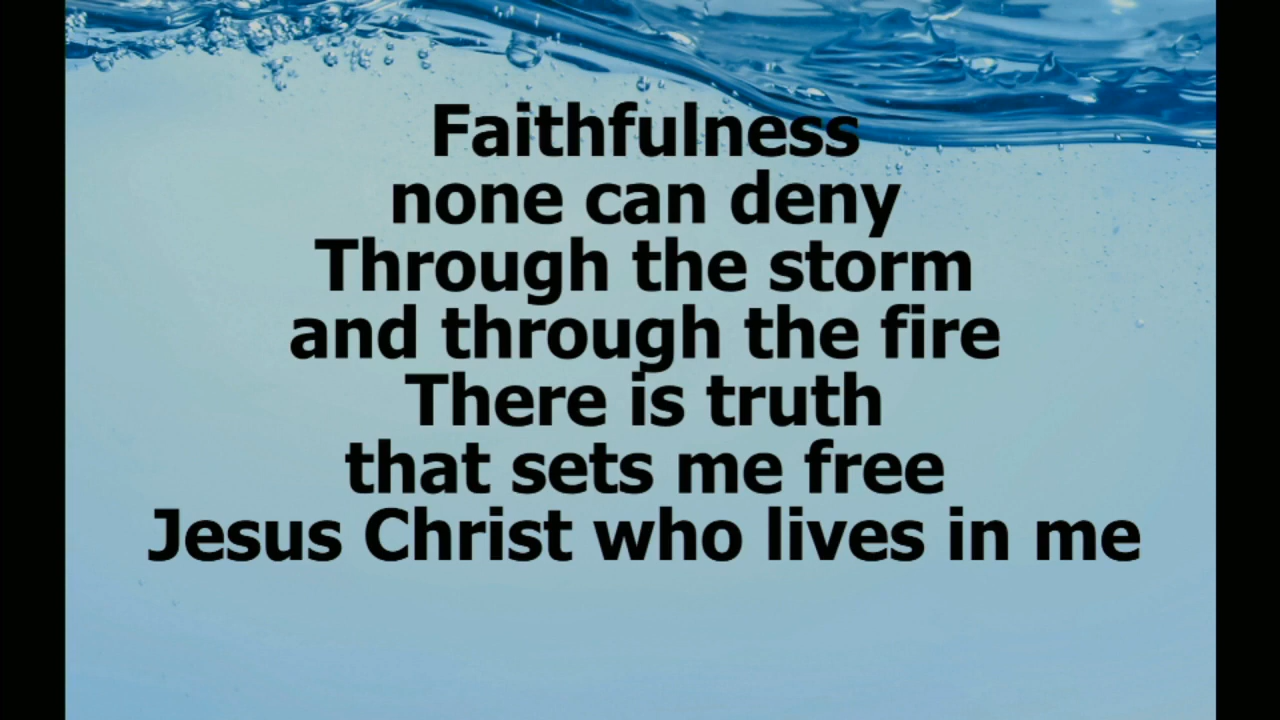 Faithfulness
none can deny
Through the storm
and through the fire
There is truth
that sets me free
Jesus Christ who lives in me